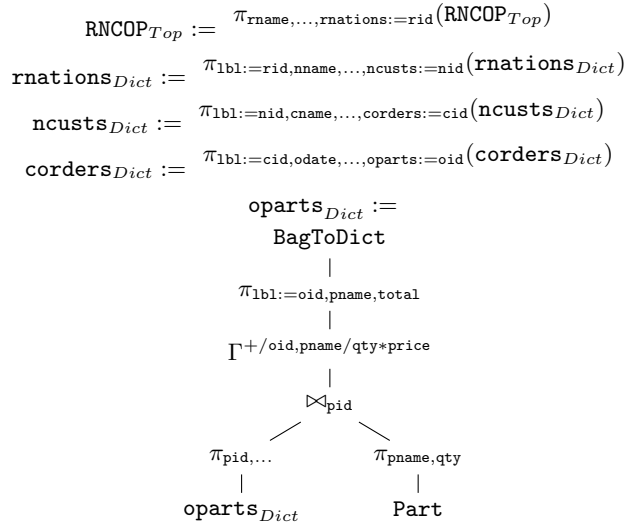 RNCOP_Top := π_rname,...,rnations:=rid(RNCOP_Top)
rnations_Dict := π_lbl:=rid,nname,...,ncusts:=nid(rnations_Dict)
ncusts_Dict := π_lbl:=nid,cname,...,corders:=cid(ncusts_Dict)
corders_Dict := π_lbl:=cid,odate,...,oparts:=oid(corders_Dict)
oparts_Dict :=
BagToDict
π_lbl:=oid,pname,total
Γ^+/oid,pname/qty*price
⋈_pid
π_pid,... π_pname,qty
oparts_Dict Part